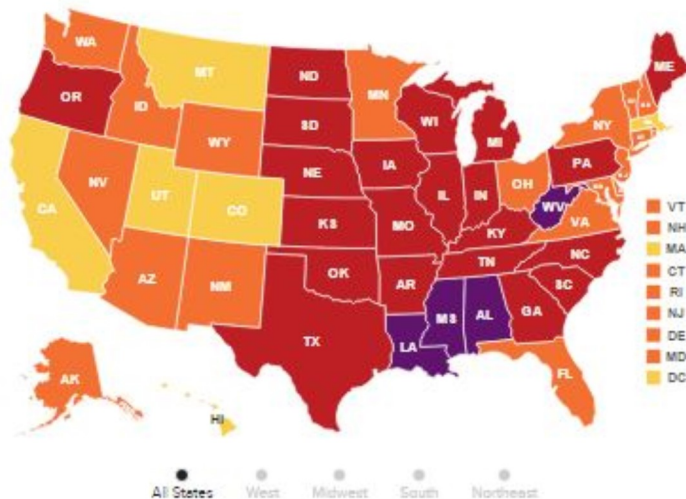 WA
MT
ND
ME
OR
ID
MN
SD
WI
MI
NY
WY
NE
IA
PA
NV
UT
CO
IL
IN
OH
WV
VA
CA
KS
MO
KY
AZ
NM
OK
AR
TN
NC
SC
MS
AL
GA
TX
LA
FL
AK
HI
VT
NH
MA
CT
RI
NJ
DE
MD
DC
All States West Midwest South Northeast